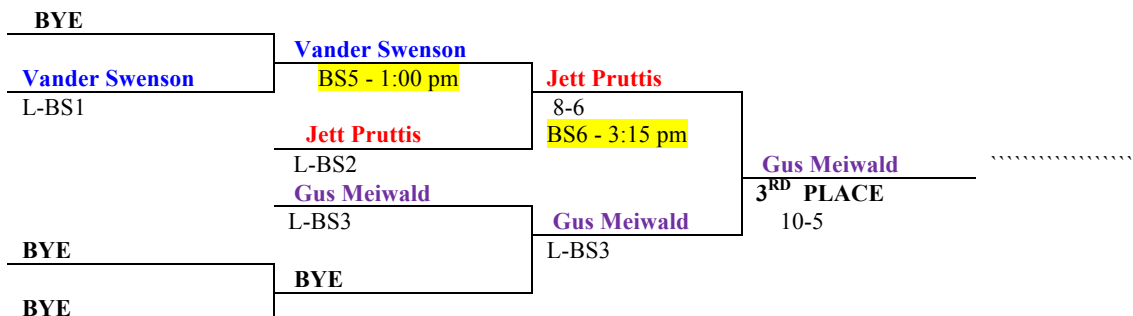 BYE
Vander Swenson
Vander Swenson
BS5 - 1:00 pm
Jett Pruttis
L-BS1
8-6
Jett Pruttis
BS6 - 3:15 pm
L-BS2
Gus Meiwald
``````````````````
Gus Meiwald
3RD PLACE
L-BS3
Gus Meiwald
10-5
BYE
L-BS3
BYE
BYE